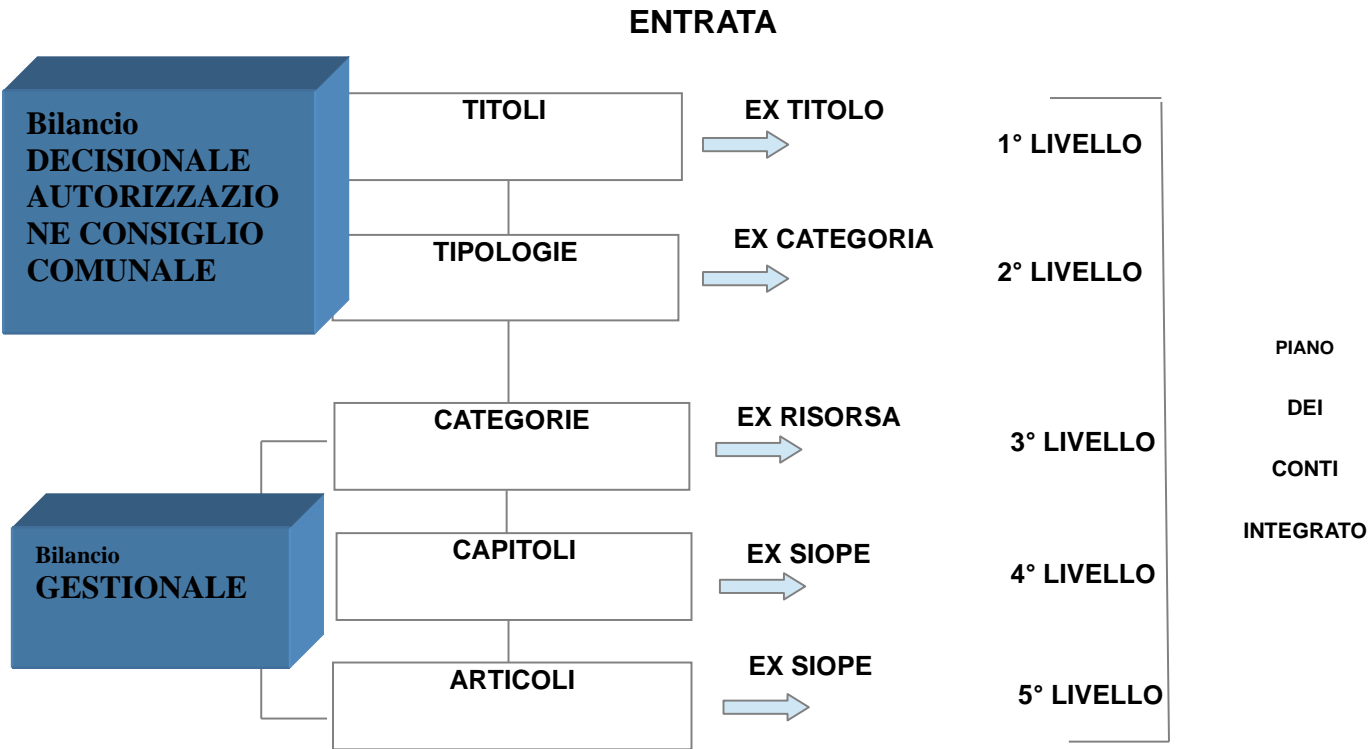 ENTRATA
Bilancio
DECISIONALE
AUTORIZZAZIO
NE CONSIGLIO
COMUNALE
TITOLI
EX TITOLO
1° LIVELLO
TIPOLOGIE
EX CATEGORIA
2° LIVELLO
CATEGORIE
EX RISORSA
3° LIVELLO
Bilancio
GESTIONALE
CAPITOLI
EX SIOPE
4° LIVELLO
ARTICOLI
EX SIOPE
5° LIVELLO
PIANO
DEI
CONTI
INTEGRATO